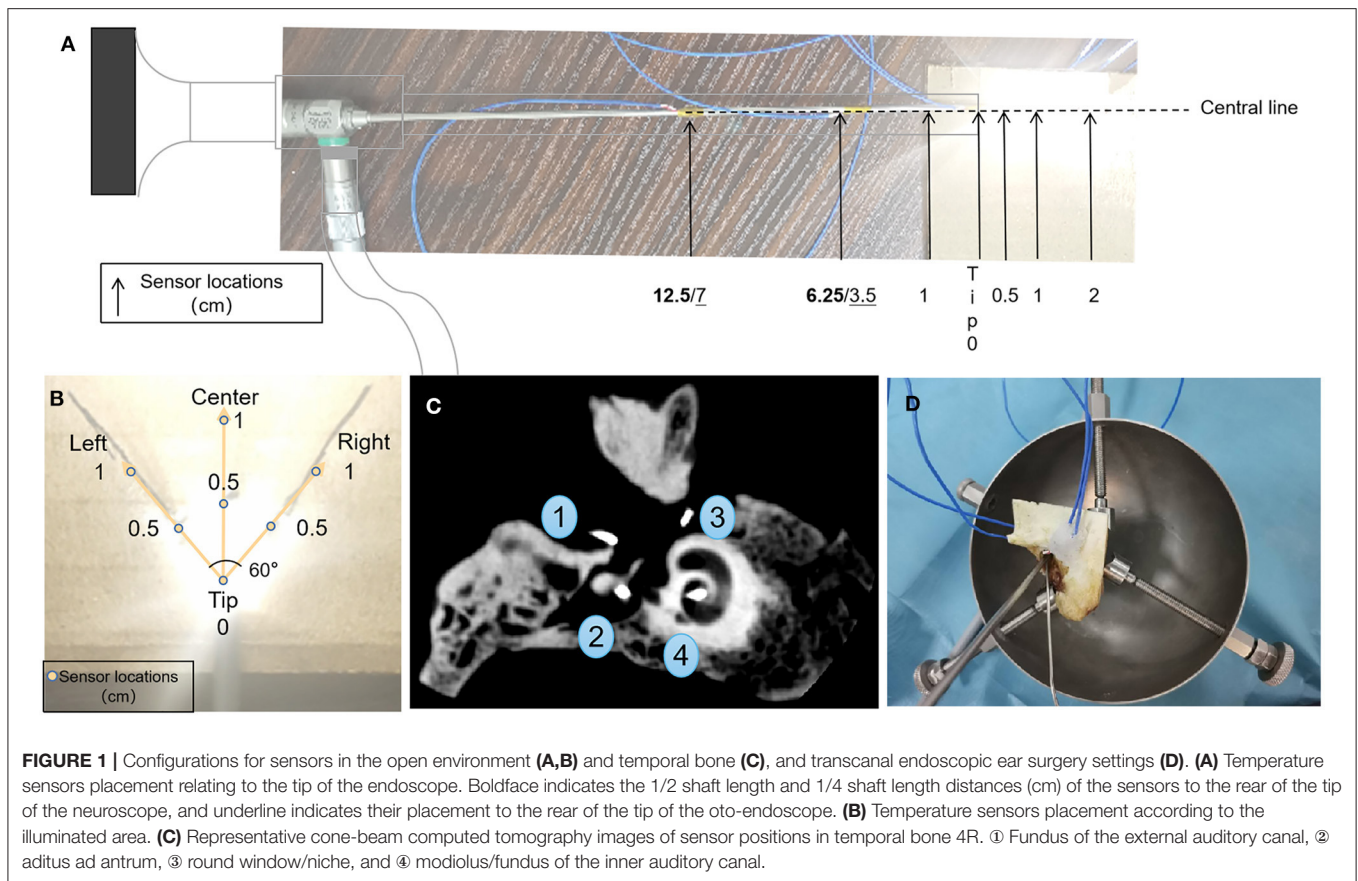 A
Central line
Sensor locations
(cm)
12.5/7
6.25/3.5
1
Tip
0
0.5
1
2
B
Center
1
Left
1
Right
1
0.5
0.5
0.5
60°
Tip
0
Sensor locations
(cm)
C
1
2
3
4
D
FIGURE 1 | Configurations for sensors in the open environment (A,B) and temporal bone (C), and transcanal endoscopic ear surgery settings (D). (A) Temperature
sensors placement relating to the tip of the endoscope. Boldface indicates the 1/2 shaft length and 1/4 shaft length distances (cm) of the sensors to the rear of the tip
of the neuroscope, and underline indicates their placement to the rear of the tip of the oto-endoscope. (B) Temperature sensors placement according to the
illuminated area. (C) Representative cone-beam computed tomography images of sensor positions in temporal bone 4R. ① Fundus of the external auditory canal, ②
aditus ad antrum, ③ round window/niche, and ④ modiolus/fundus of the inner auditory canal.